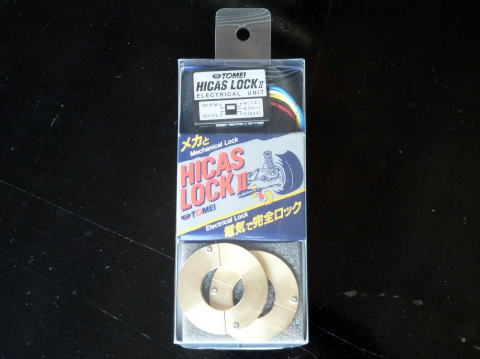 TOMEI
HICAS LOCK II
ELECTRICAL UNIT
メカと
Mechanical Lock
HICAS
LOCK II
TOMEI
Electrical Lock
電気で完全ロック